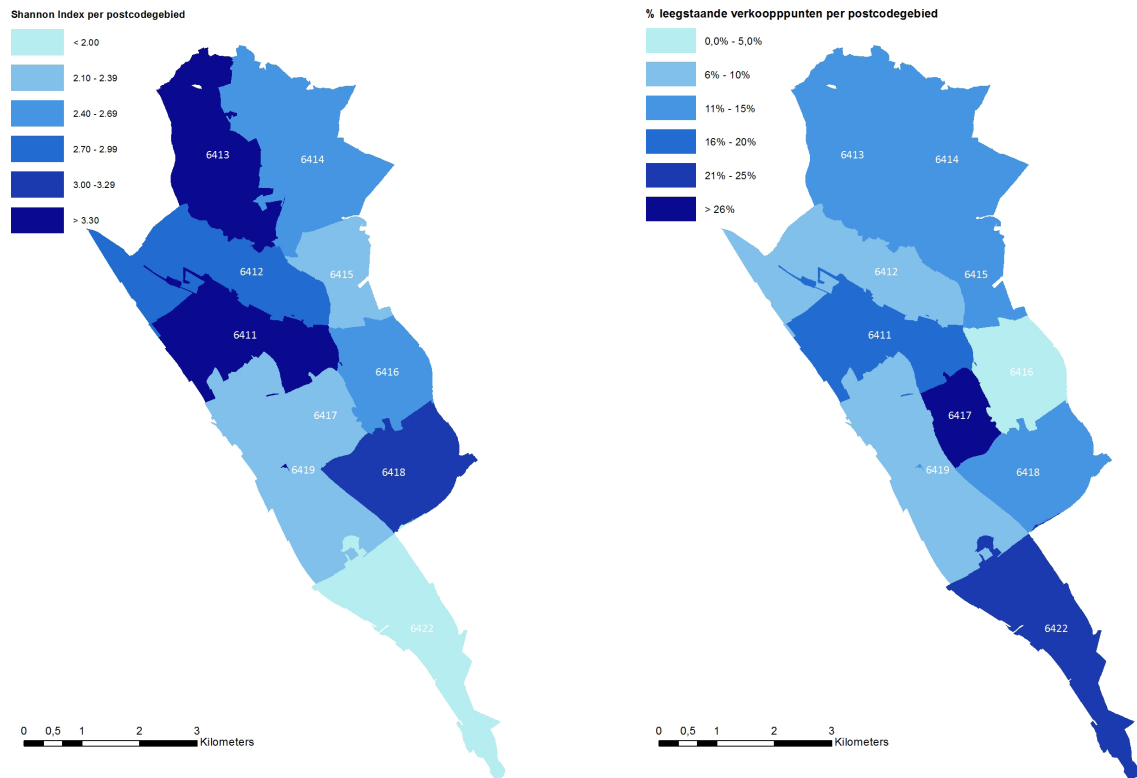 Shannon Index per postcodegebied
< 2.00
2.10 - 2.39
2.40 - 2.69
2.70 - 2.99
3.00 -3.29
> 3.30
6413
6414
6412
6415
6411
6416
6417
6419
6418
6422
0 0,5 1 2 3
Kilometers
% leegstaande verkoopppunten per postcodegebied
0,0% - 5,0%
6% - 10%
11% - 15%
16% - 20%
21% - 25%
> 26%
6413
6414
6412
6415
6411
6416
6417
6419
6418
6422
0 0,5 1 2 3
Kilometers